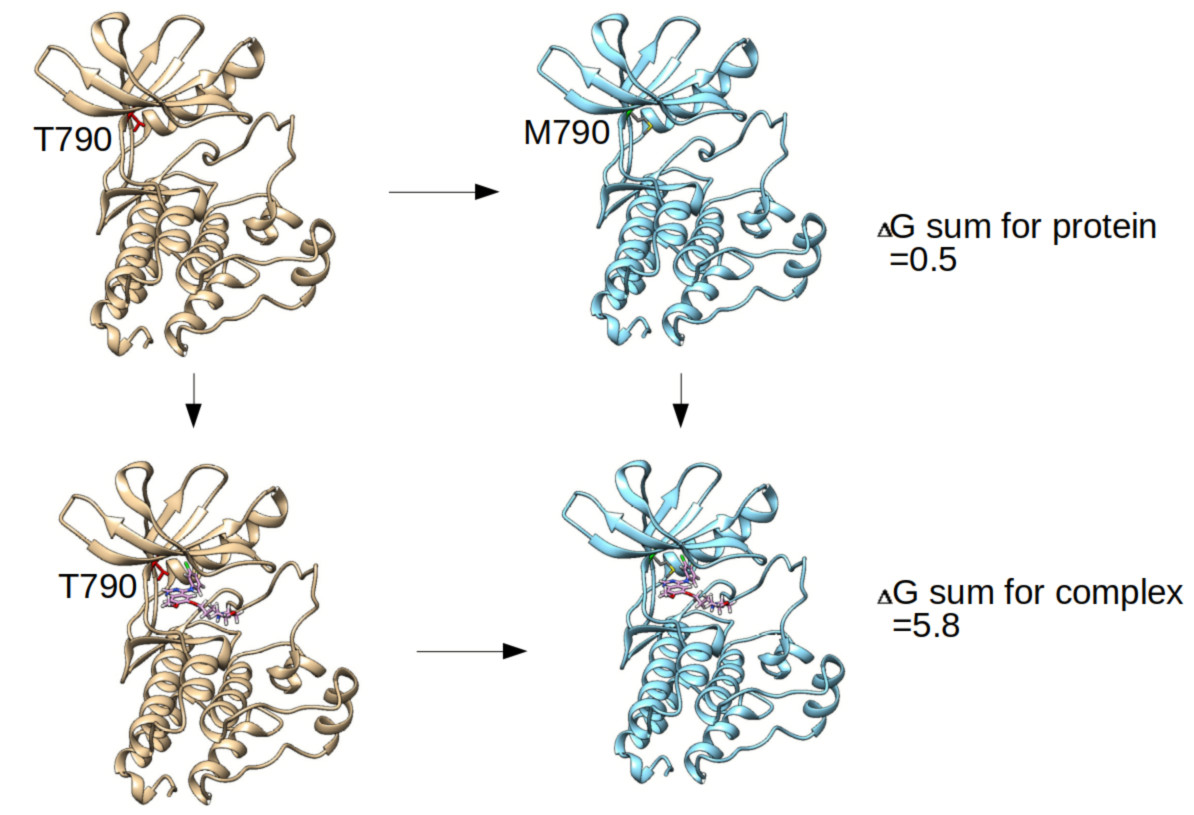 T790
M790
ΔG sum for protein
=0.5
T790
ΔG sum for complex
=5.8